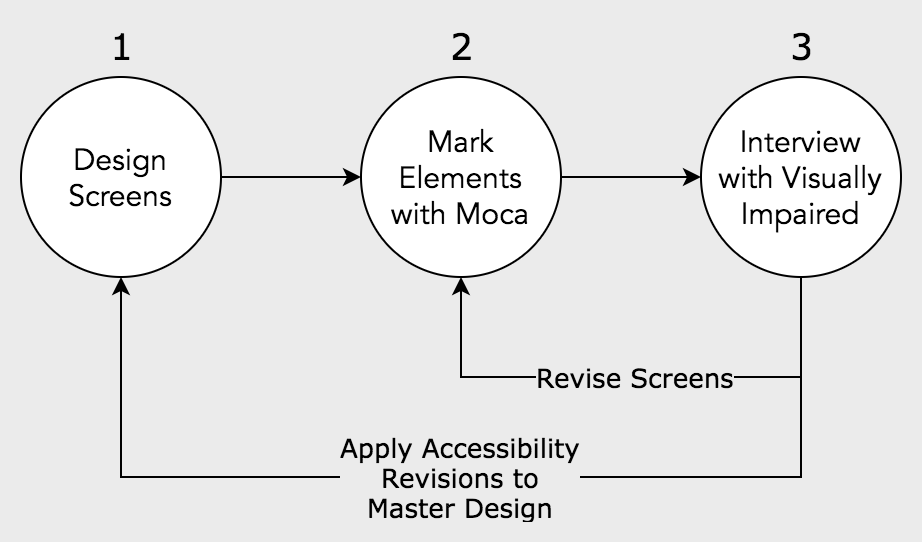 1
2
3
Design
Screens
Mark
Elements
with Moca
Interview
with Visually
Impaired
Revise Screens
Apply Accessibility
Revisions to
Master Design